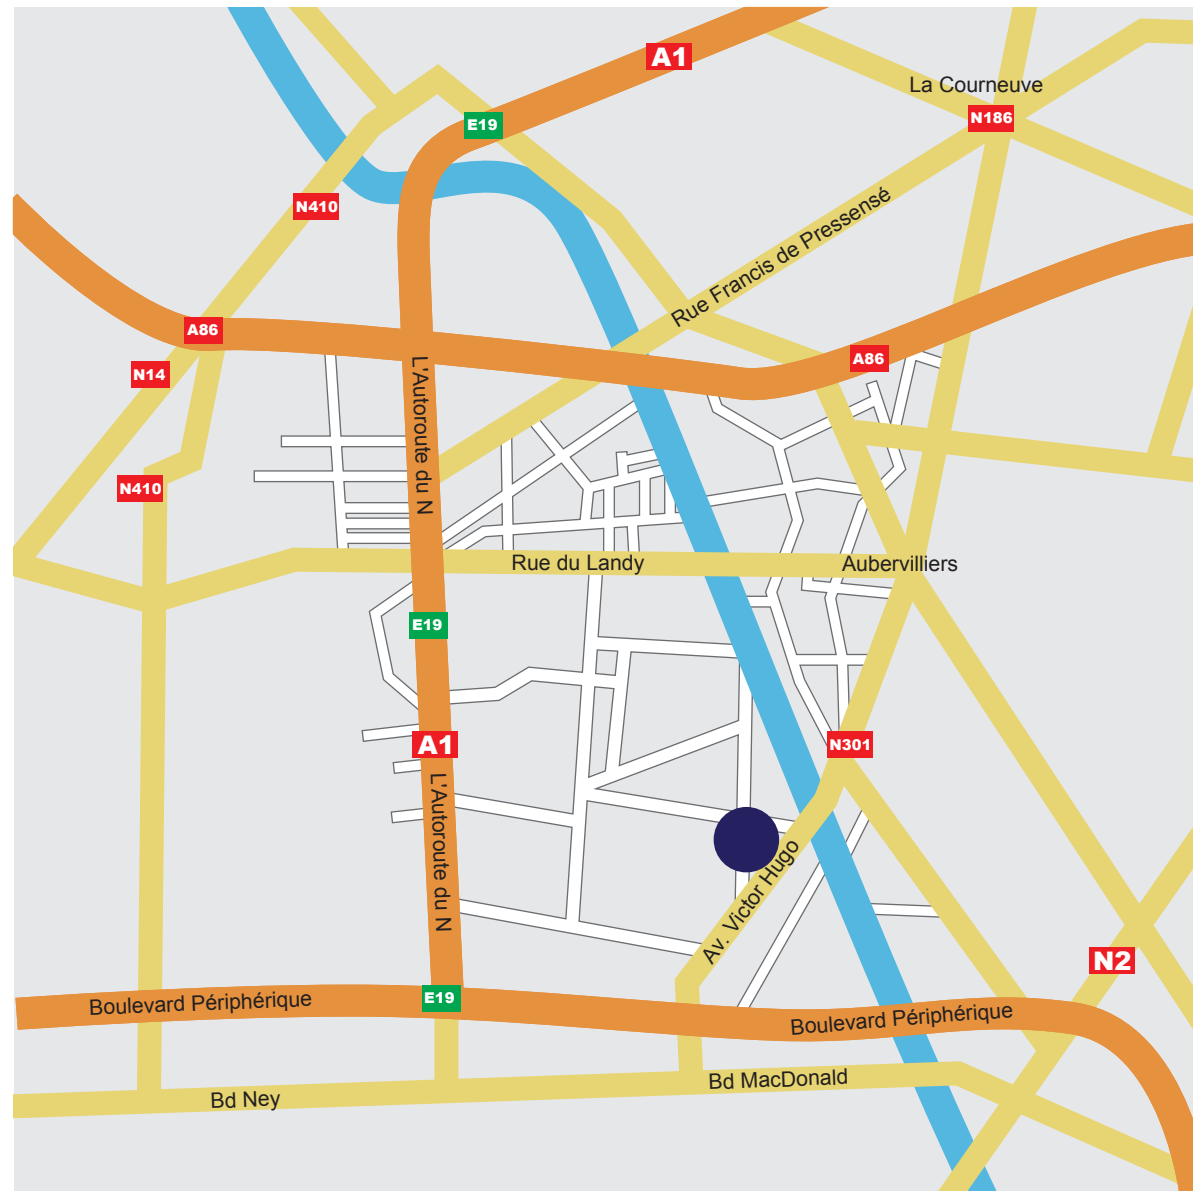 A1
La Courneuve
N186
E19
N410
Rue Francis de Pressensé
A86
A86
N14
L'Autoroute du N
N410
Rue du Landy
Aubervilliers
E19
A1
N301
L'Autoroute du N
Av. Victor Hugo
N2
E19
Boulevard Périphérique
Boulevard Périphérique
Bd MacDonald
Bd Ney